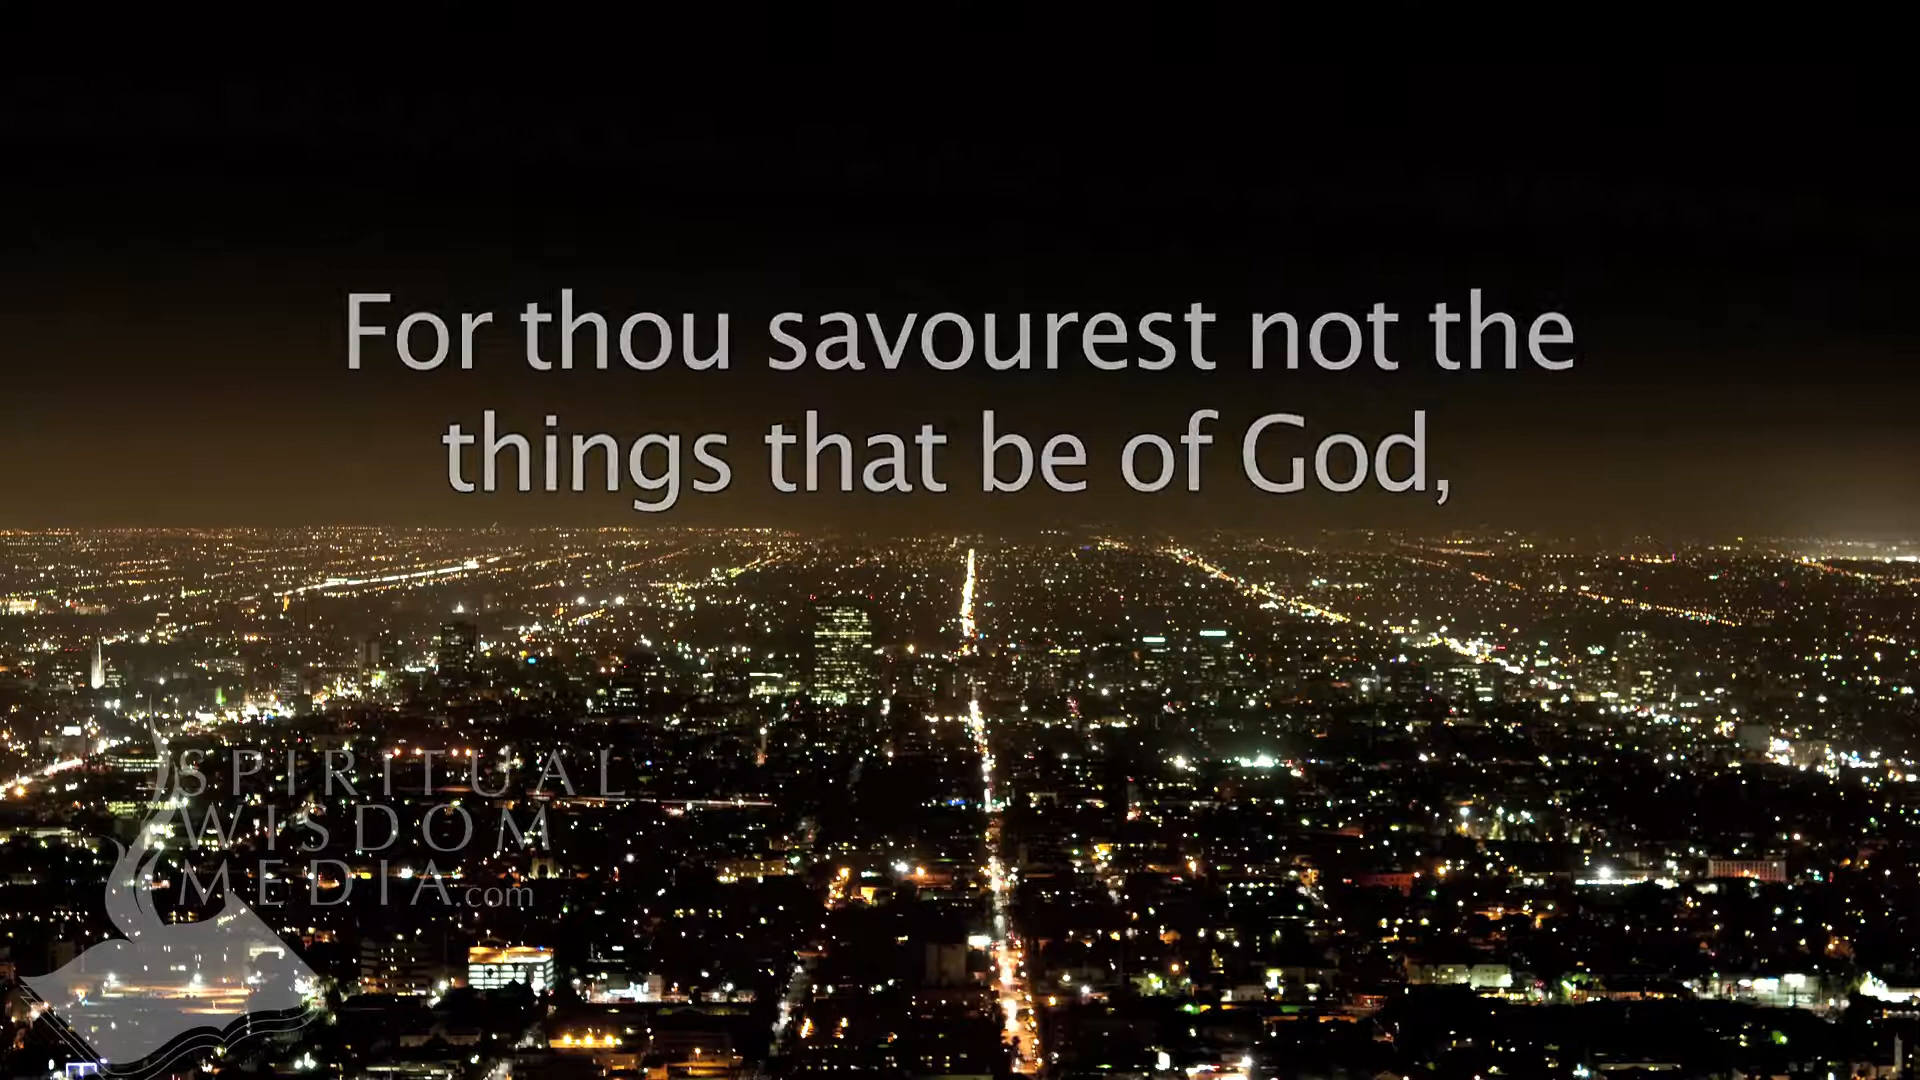 For thou savourest not the
things that be of God,
SPIRITUAL
WISDOM
MEDIA.com